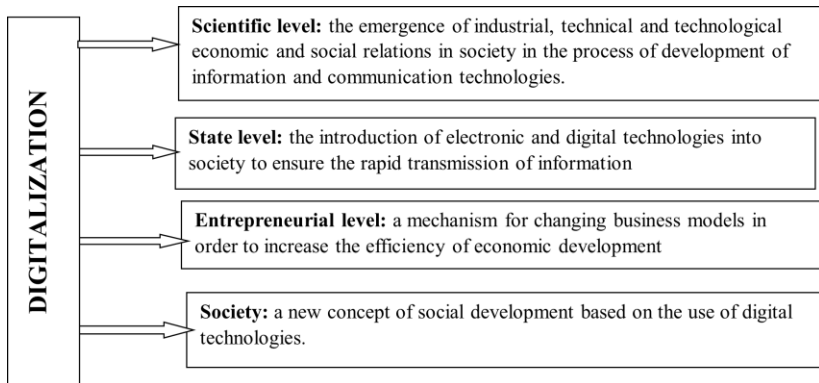 DIGITALIZATION
Scientific level: the emergence of industrial, technical and technological
economic and social relations in society in the process of development of
information and communication technologies.
State level: the introduction of electronic and digital technologies into
society to ensure the rapid transmission of information
Entrepreneurial level: a mechanism for changing business models in
order to increase the efficiency of economic development
Society: a new concept of social development based on the use of digital
technologies.